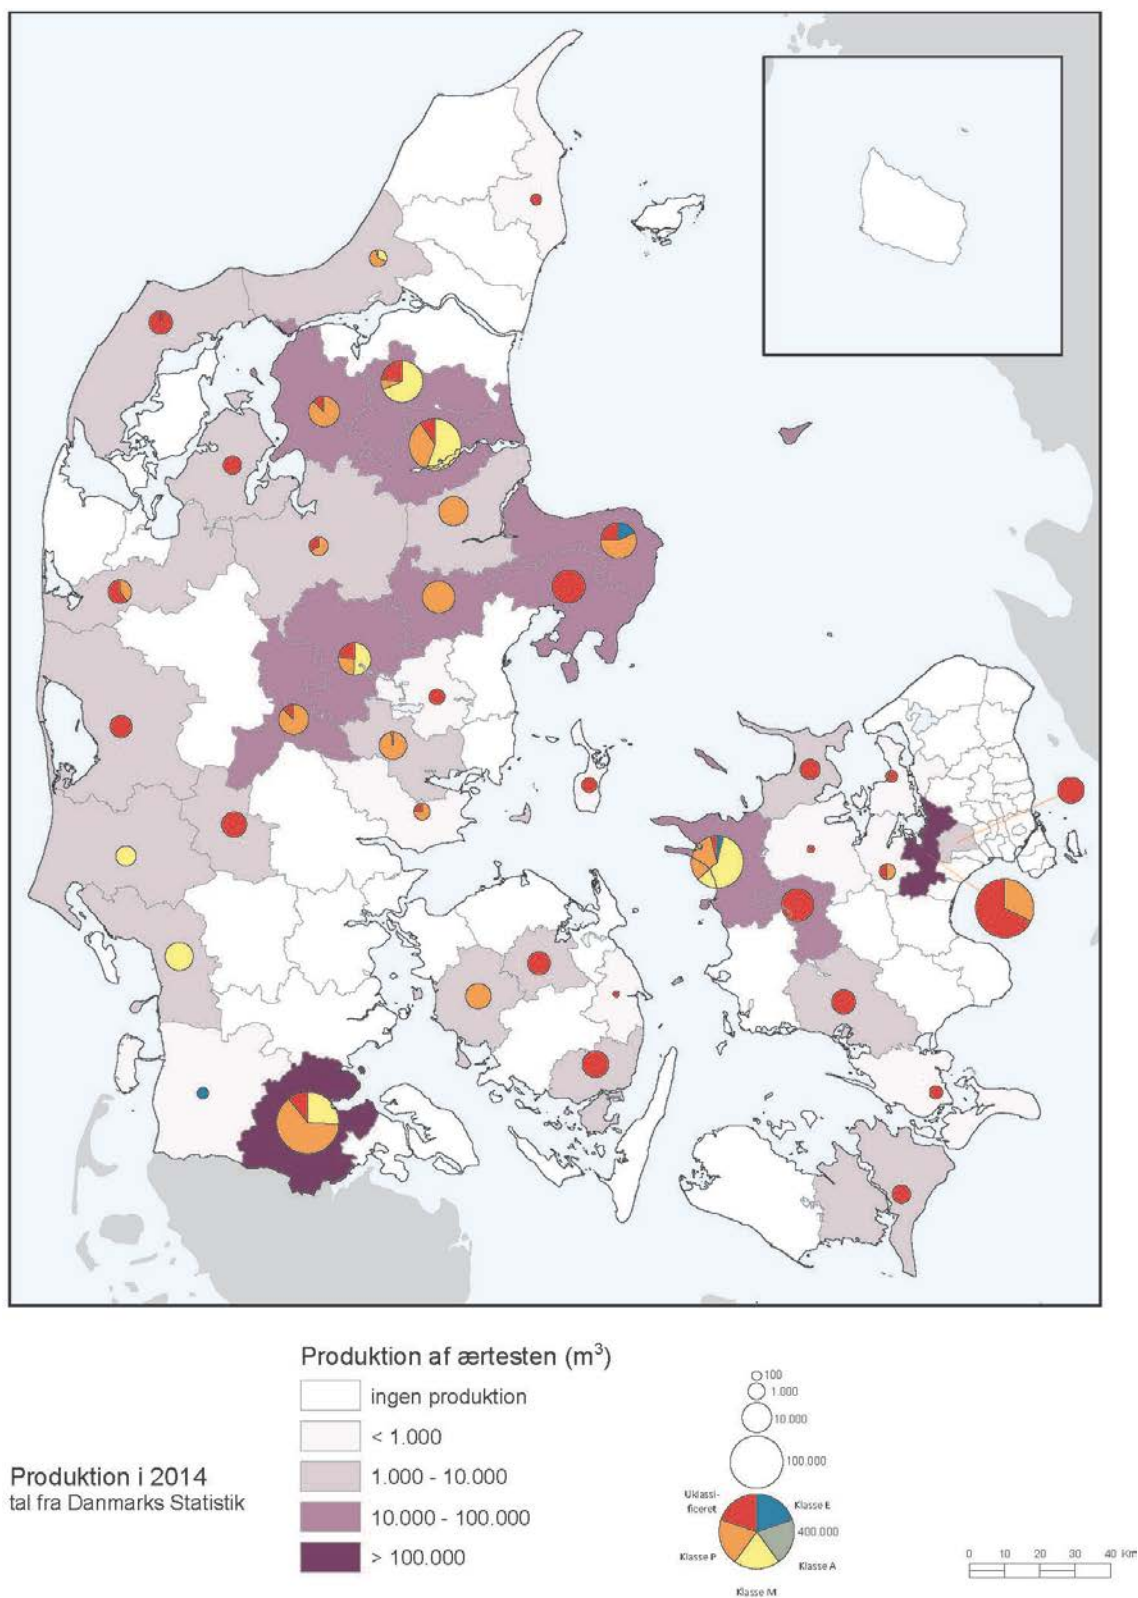 Produktion af ærtesten (m³)
ingen produktion
< 1.000
1.000 - 10.000
10.000 - 100.000
> 100.000
Produktion i 2014
tal fra Danmarks Statistik
100
1.000
10.000
100.000
Uklassi-
ficeret
Klasse E
400.000
Klasse P
Klasse A
Klasse M
0 10 20 30 40 Km